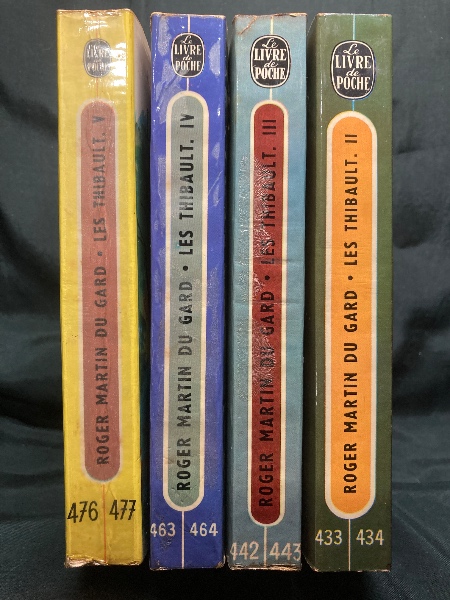 Le
LIVRE
de
POCHE
ROGER MARTIN DU GARD • LES THIBAULT. V
476 477
Le
LIVRE
de
POCHE
ROGER MARTIN DU GARD • LES THIBAULT. IV
463 464
Le
LIVRE
de
POCHE
ROGER MARTIN DU GARD • LES THIBAULT. III
442 443
Le
LIVRE
de
POCHE
ROGER MARTIN DU GARD • LES THIBAULT. II
433 434